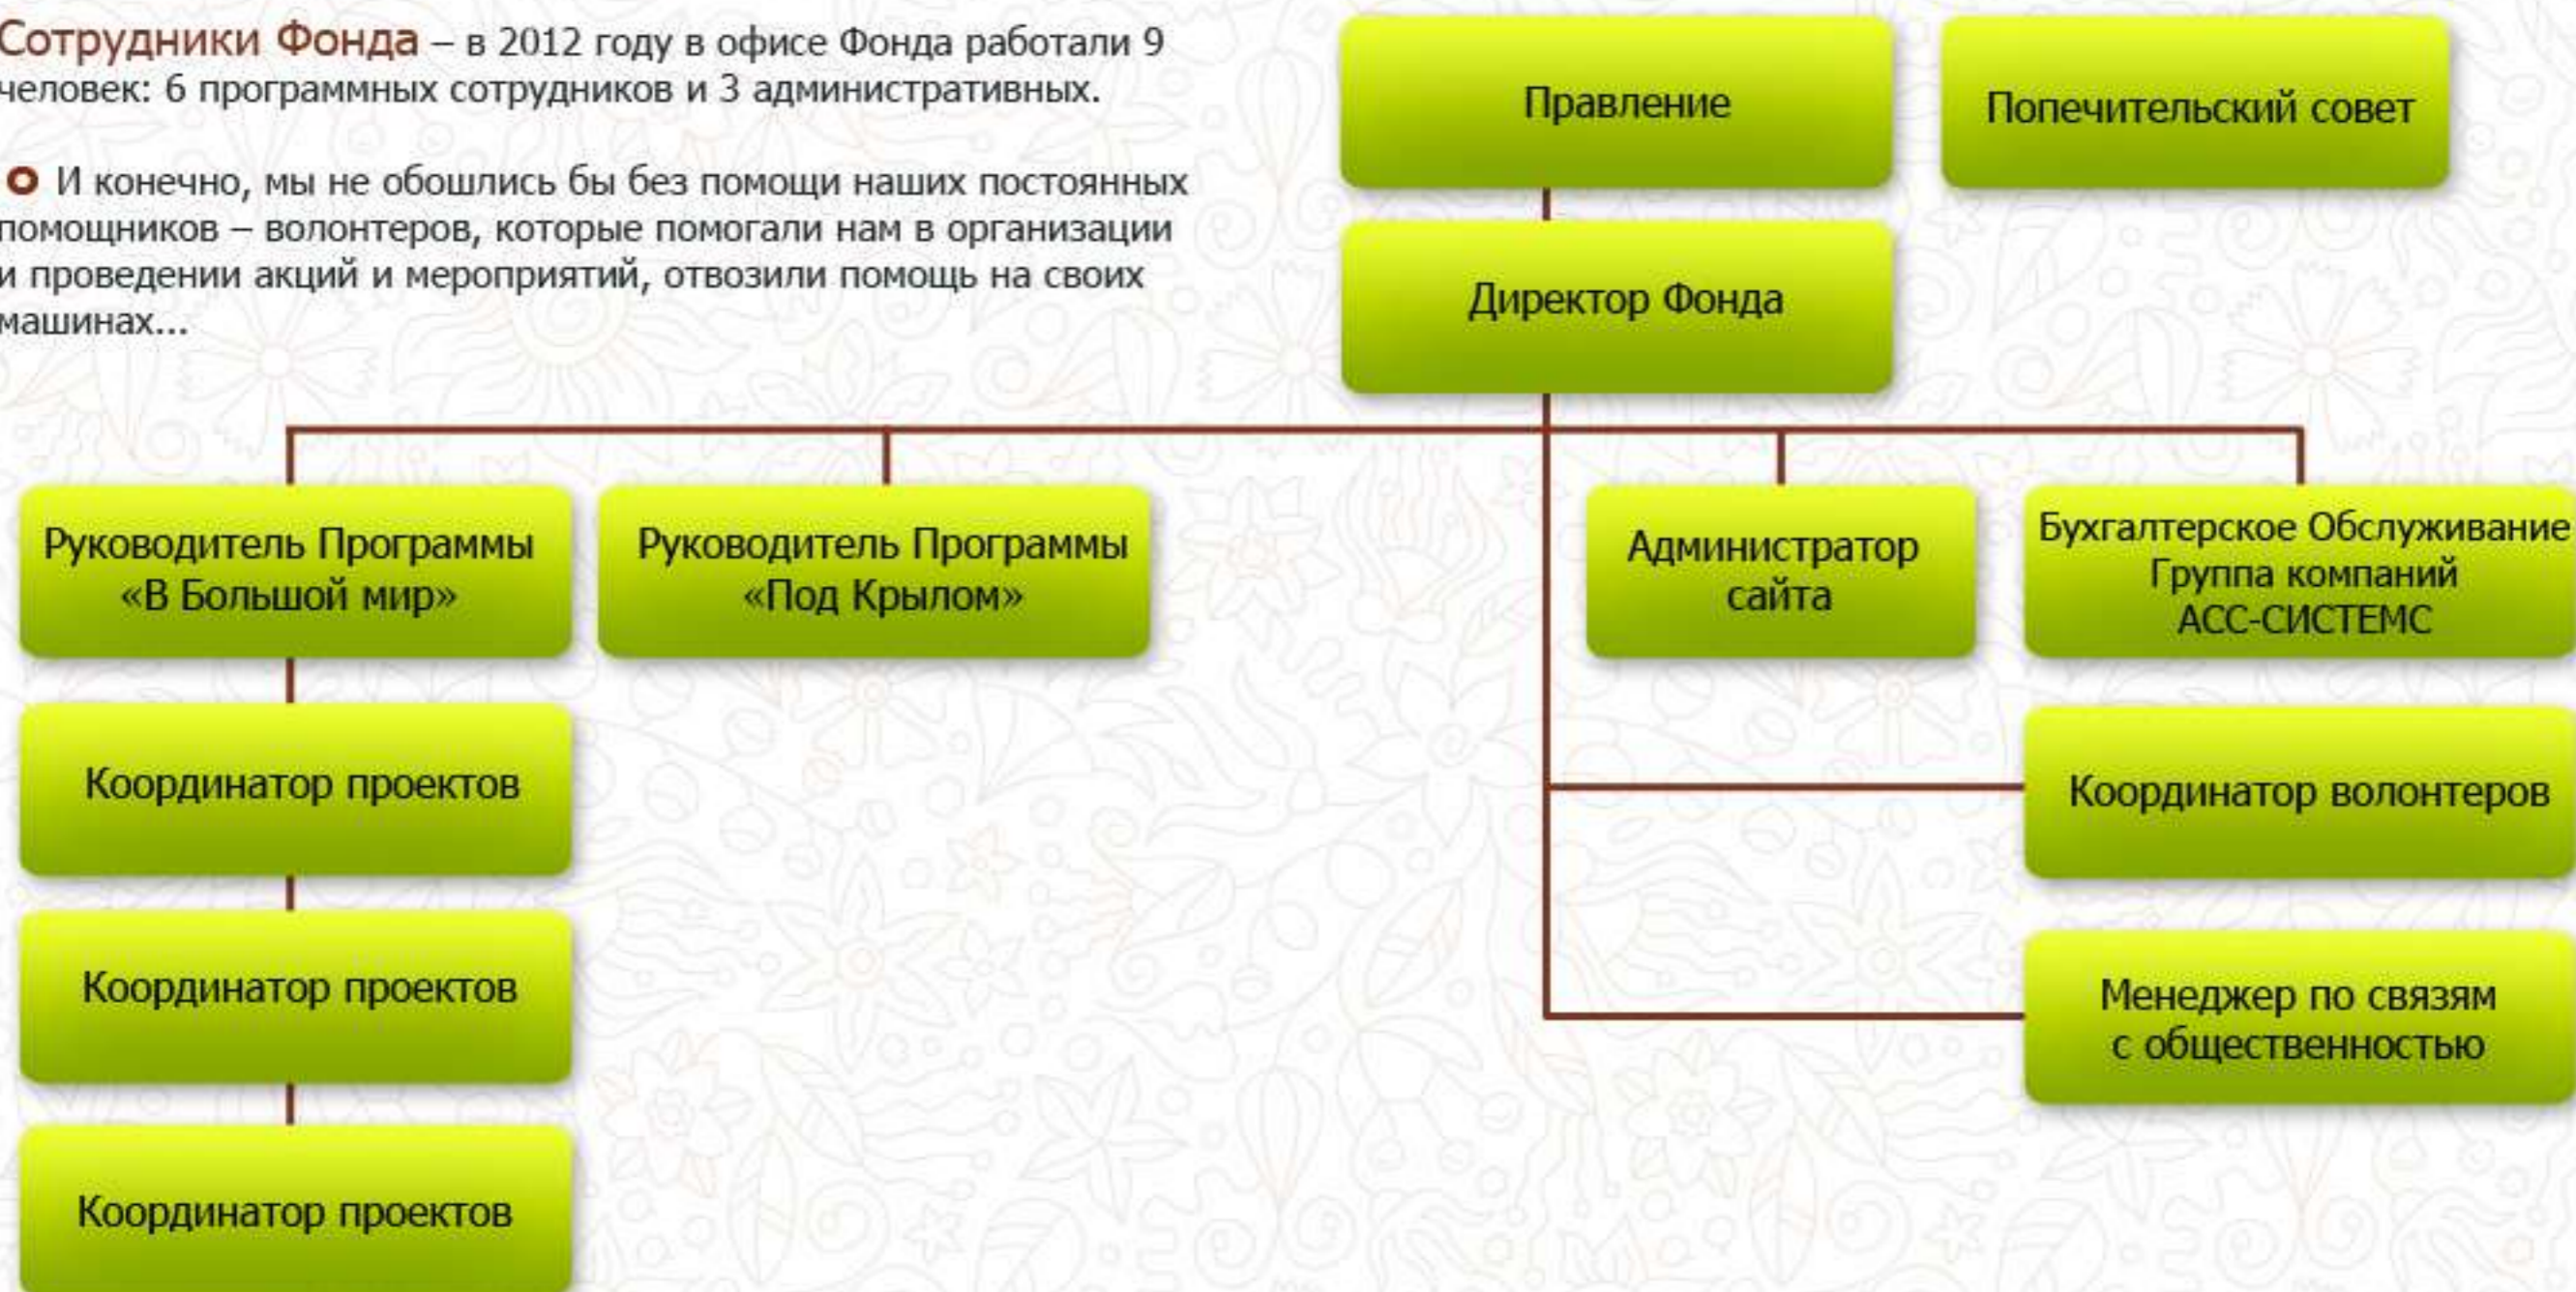 Сотрудники Фонда – в 2012 году в офисе Фонда работали 9
человек: 6 программных сотрудников и 3 административных.
И конечно, мы не обошлись бы без помощи наших постоянных
помощников – волонтеров, которые помогали нам в организации
и проведении акций и мероприятий, отвозили помощь на своих
машинах...
Правление
Попечительский совет
Директор Фонда
Руководитель Программы
«В Большой мир»
Руководитель Программы
«Под Крылом»
Администратор
сайта
Бухгалтерское Обслуживание
Группа компаний
АСС-СИСТЕМС
Координатор проектов
Координатор волонтеров
Координатор проектов
Менеджер по связям
с общественностью
Координатор проектов